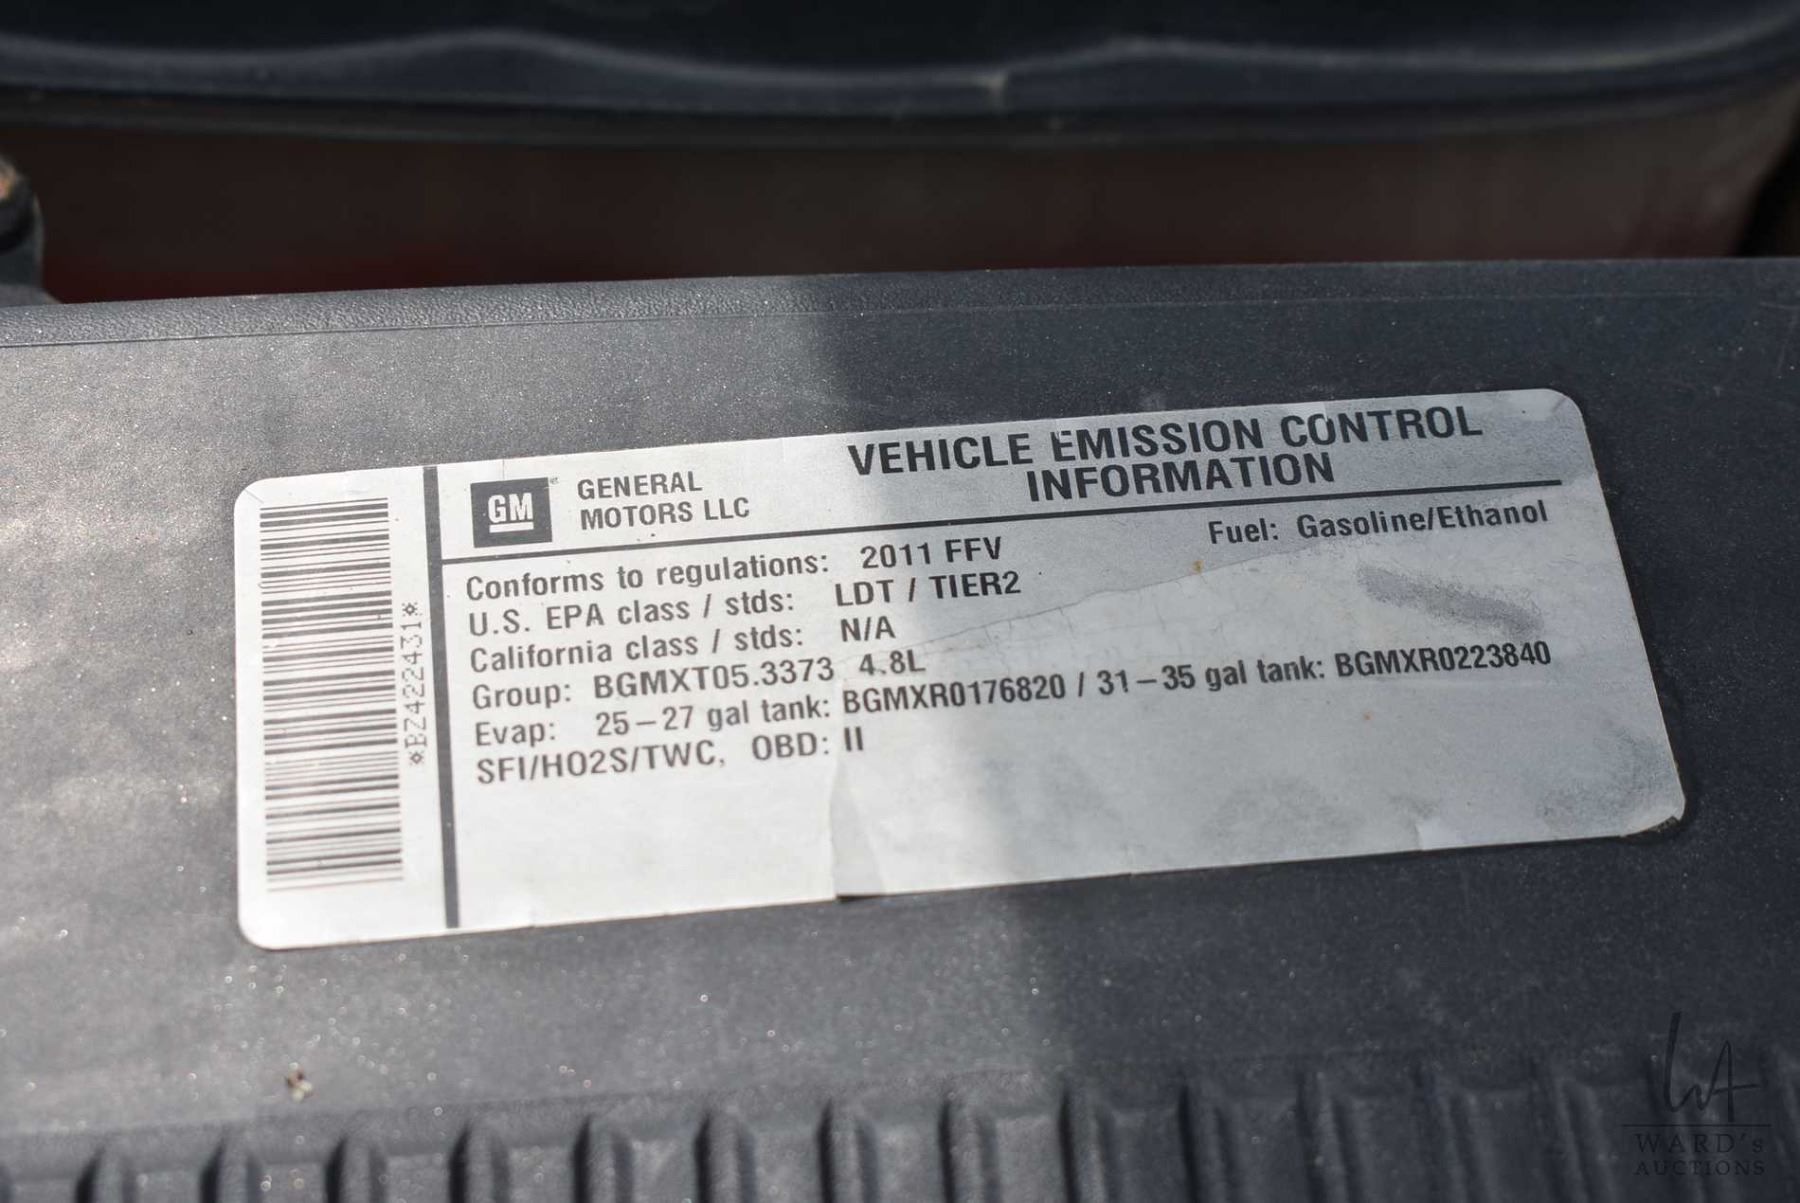 *BZ4224431*
GM
GENERAL
MOTORS LLC
VEHICLE EMISSION CONTROL
INFORMATION
Fuel: Gasoline/Ethanol
Conforms to regulations: 2011 FFV
U.S. EPA class / stds: LDT / TIER2
California class / stds: N/A
Group: BGMXT05.3373 4.8L
Evap: 25–27 gal tank: BGMXR0176820 / 31–35 gal tank: BGMXR0223840
SFI/HO2S/TWC, OBD: II
WA
WARD's
AUCTIONS